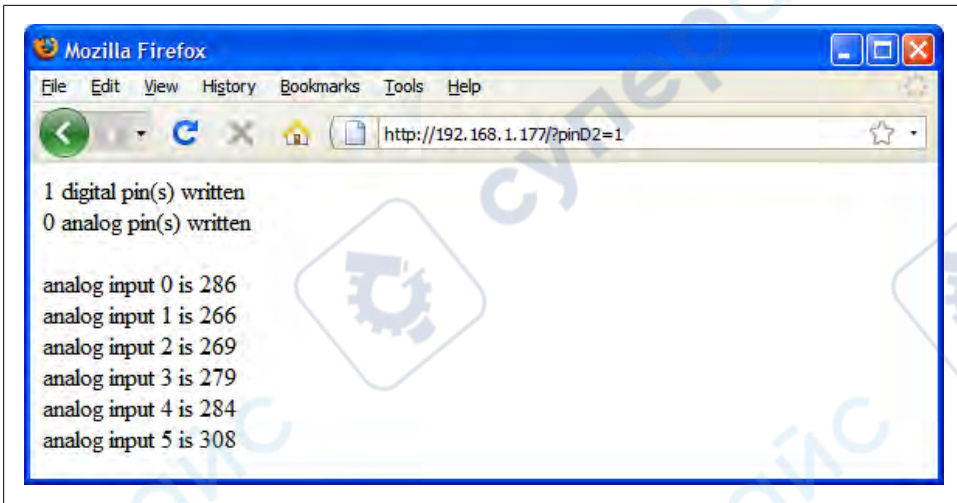 Mozilla Firefox
File Edit View History Bookmarks Tools Help
http://192.168.1.177/?pinD2=1
1 digital pin(s) written
0 analog pin(s) written
analog input 0 is 286
analog input 1 is 266
analog input 2 is 269
analog input 3 is 279
analog input 4 is 284
analog input 5 is 308